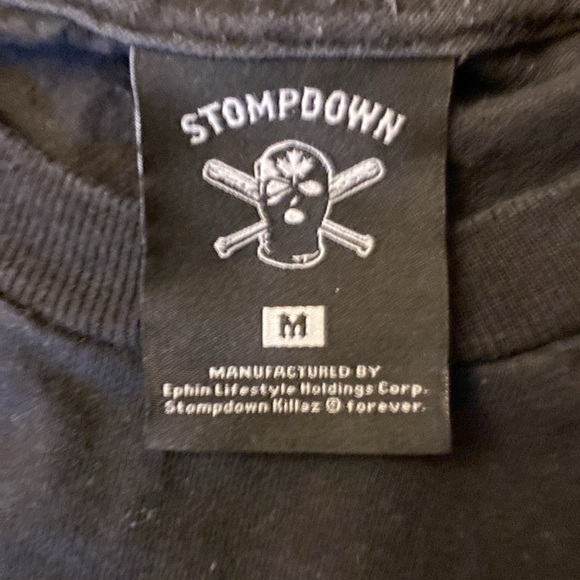 STOMPDOWN
M
MANUFACTURED BY
Ephin Lifestyle Holdings Corp.
Stompdown Killaz © forever.